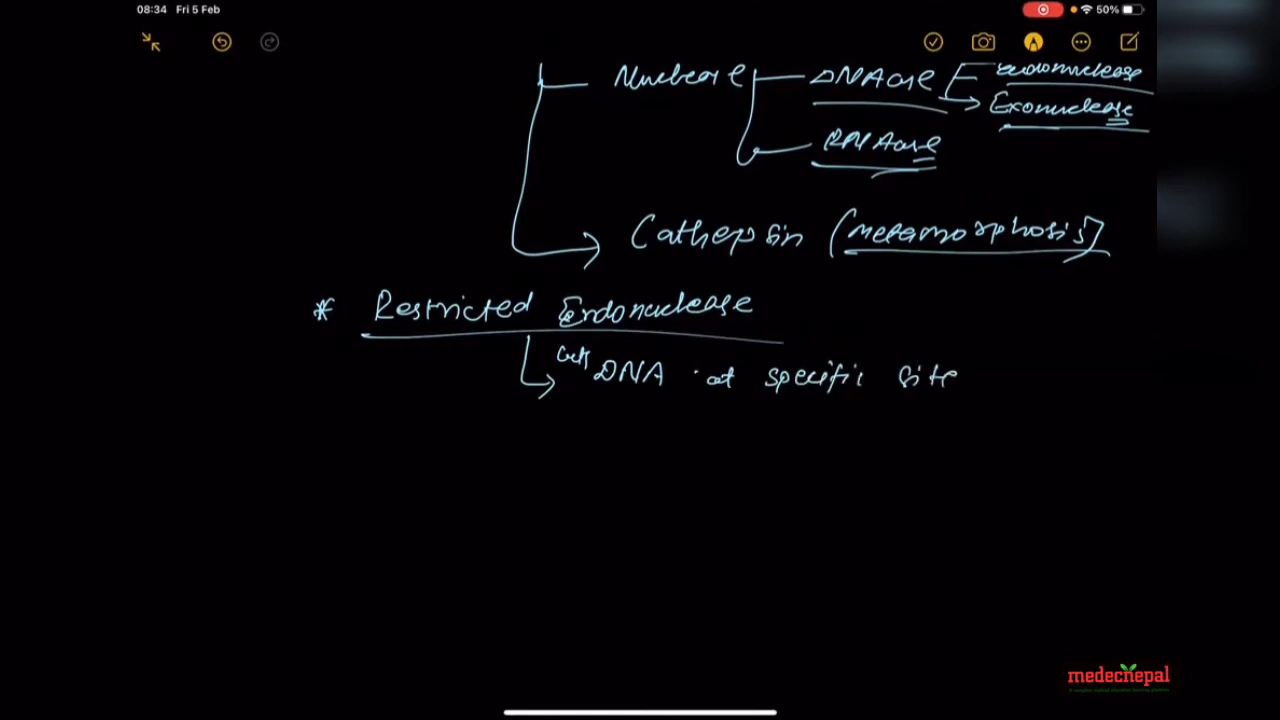 08:34 Fri 5 Feb 50%
Nuclease DNAase Endonuclease
Exonuclease
RNAase
Cathepsin (metamorphosis)
* Restricted Endonuclease
cuts DNA at specific site
medecnepal